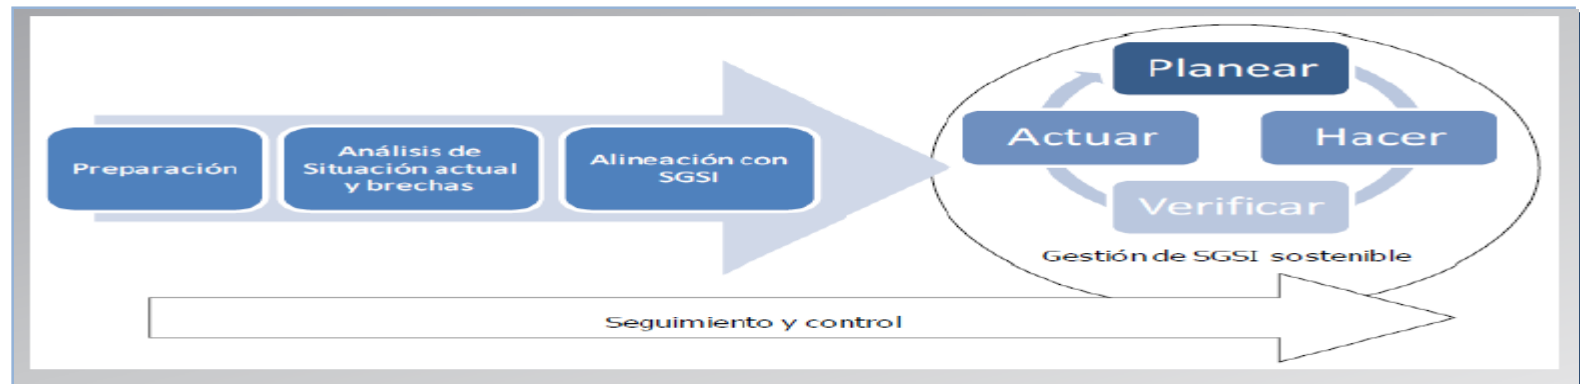 Preparación
Análisis de
Situación actual
y brechas
Alineación con
SGSI
Planear
Actuar
Hacer
Verificar
Gestión de SGSI sostenible
Seguimiento y control